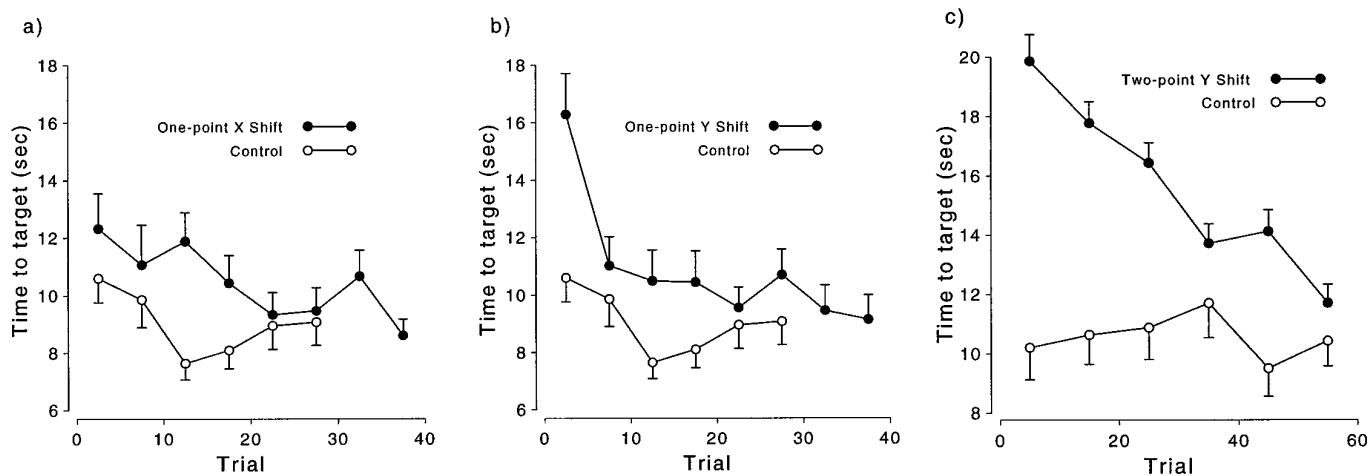 a)
18
16
14
12
10
8
6
Time to target (sec)
One-point X Shift
Control
0 10 20 30 40
Trial
b)
18
16
14
12
10
8
6
Time to target (sec)
One-point Y Shift
Control
0 10 20 30 40
Trial
c)
20
18
16
14
12
10
8
Time to target (sec)
Two-point Y Shift
Control
0 20 40 60
Trial